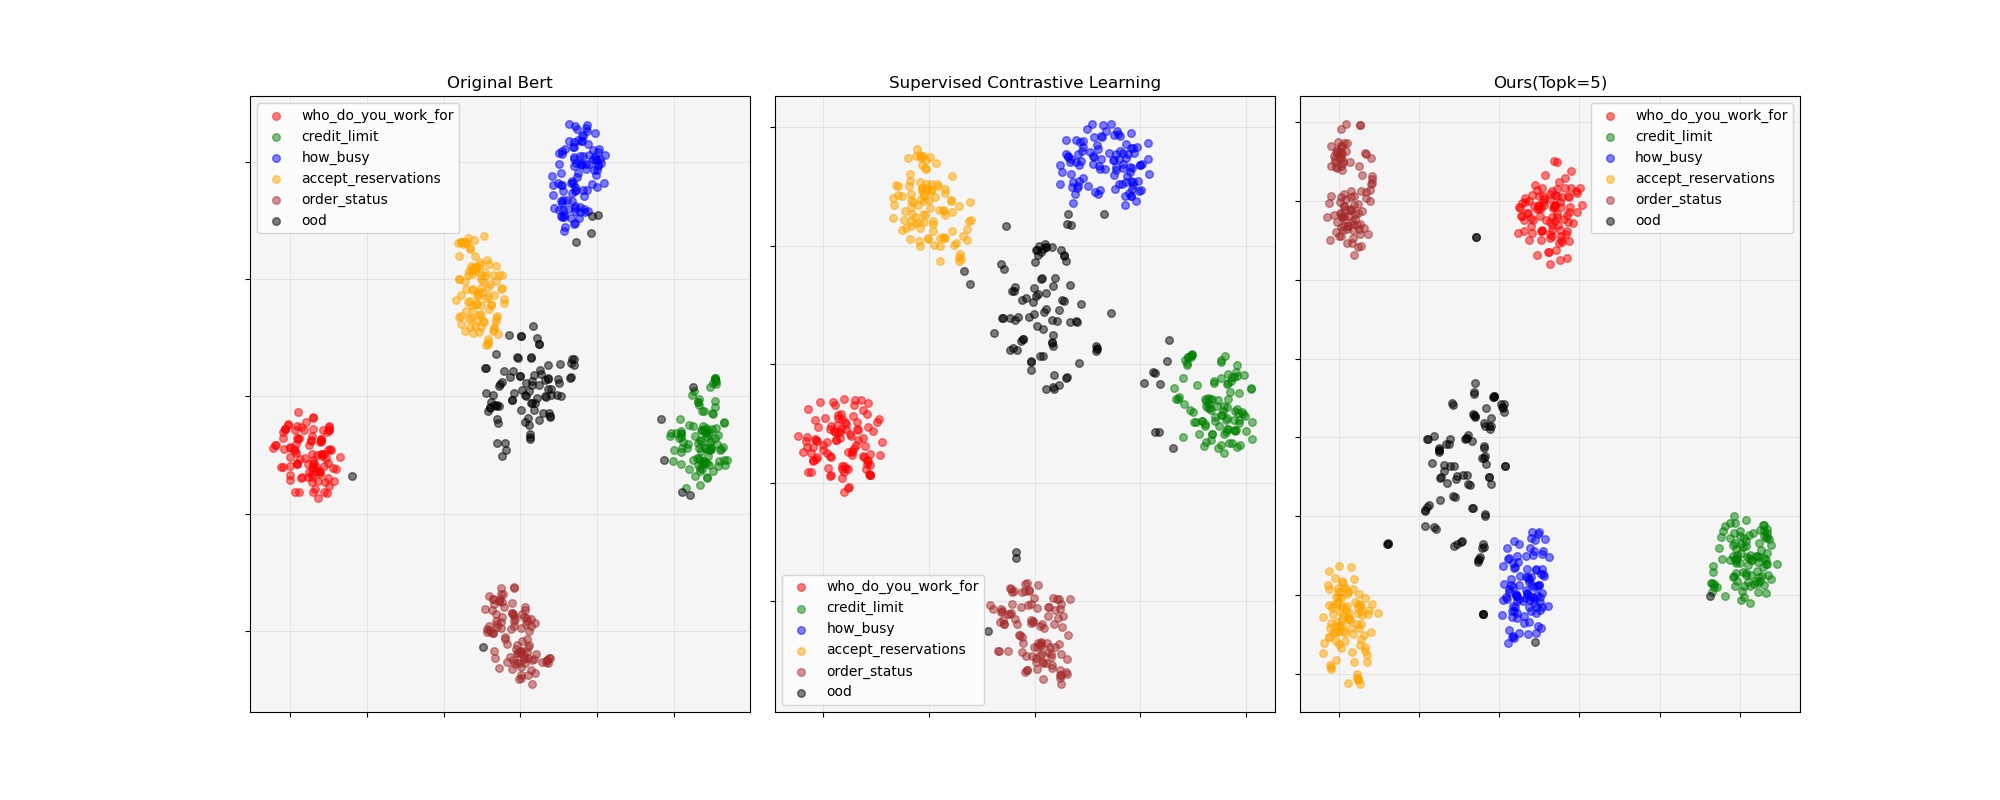 Original Bert
who_do_you_work_for
credit_limit
how_busy
accept_reservations
order_status
ood
Supervised Contrastive Learning
who_do_you_work_for
credit_limit
how_busy
accept_reservations
order_status
ood
Ours(Topk=5)
who_do_you_work_for
credit_limit
how_busy
accept_reservations
order_status
ood